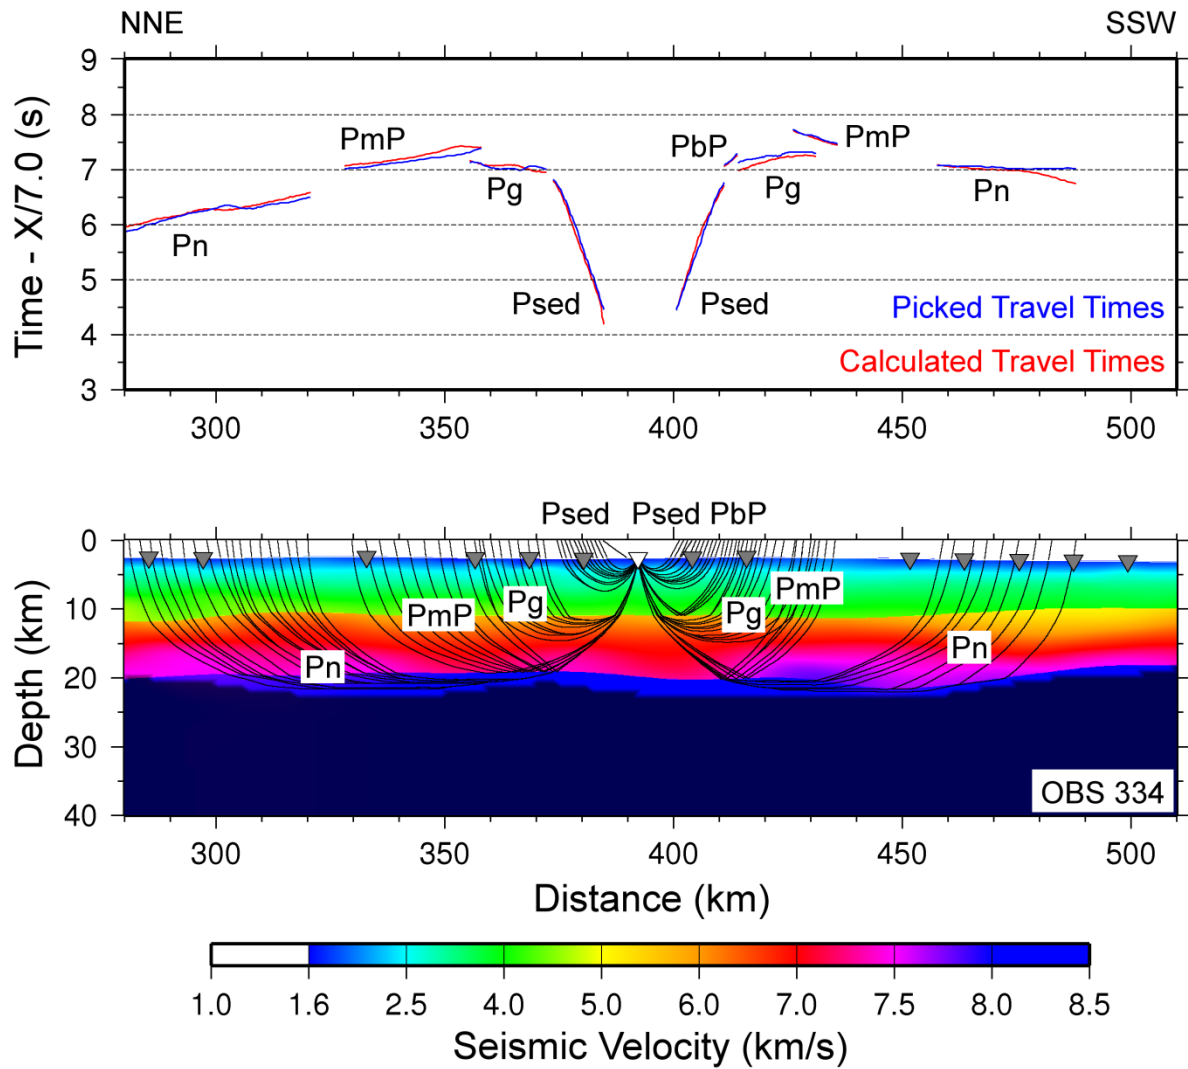 NNE SSW
9
8
7
6
5
4
3
Time - X/7.0 (s)
PmP PbP PmP
Pg Pg Pn
Pn
Psed Psed
Picked Travel Times
Calculated Travel Times
300 350 400 450 500
Psed Psed PbP
0
10
20
30
40
Depth (km)
PmP Pg Pg PmP
Pn Pn
OBS 334
300 350 400 450 500
Distance (km)
1.0 1.6 2.5 4.0 5.0 6.0 7.0 7.5 8.0 8.5
Seismic Velocity (km/s)